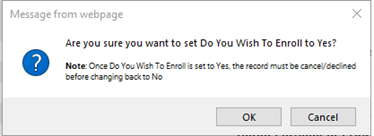 Message from webpage
Are you sure you want to set Do You Wish To Enroll to Yes?
Note: Once Do You Wish To Enroll is set to Yes, the record must be cancel/declined
before changing back to No
OK Cancel